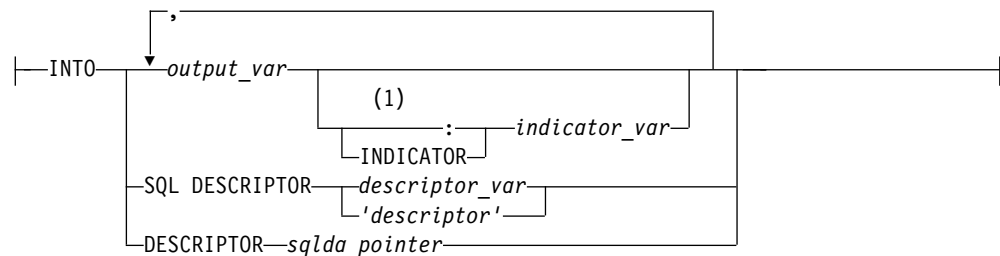 ,
INTO output_var
(1)
: indicator_var
INDICATOR
SQL DESCRIPTOR descriptor_var
'descriptor'
DESCRIPTOR sqlda pointer